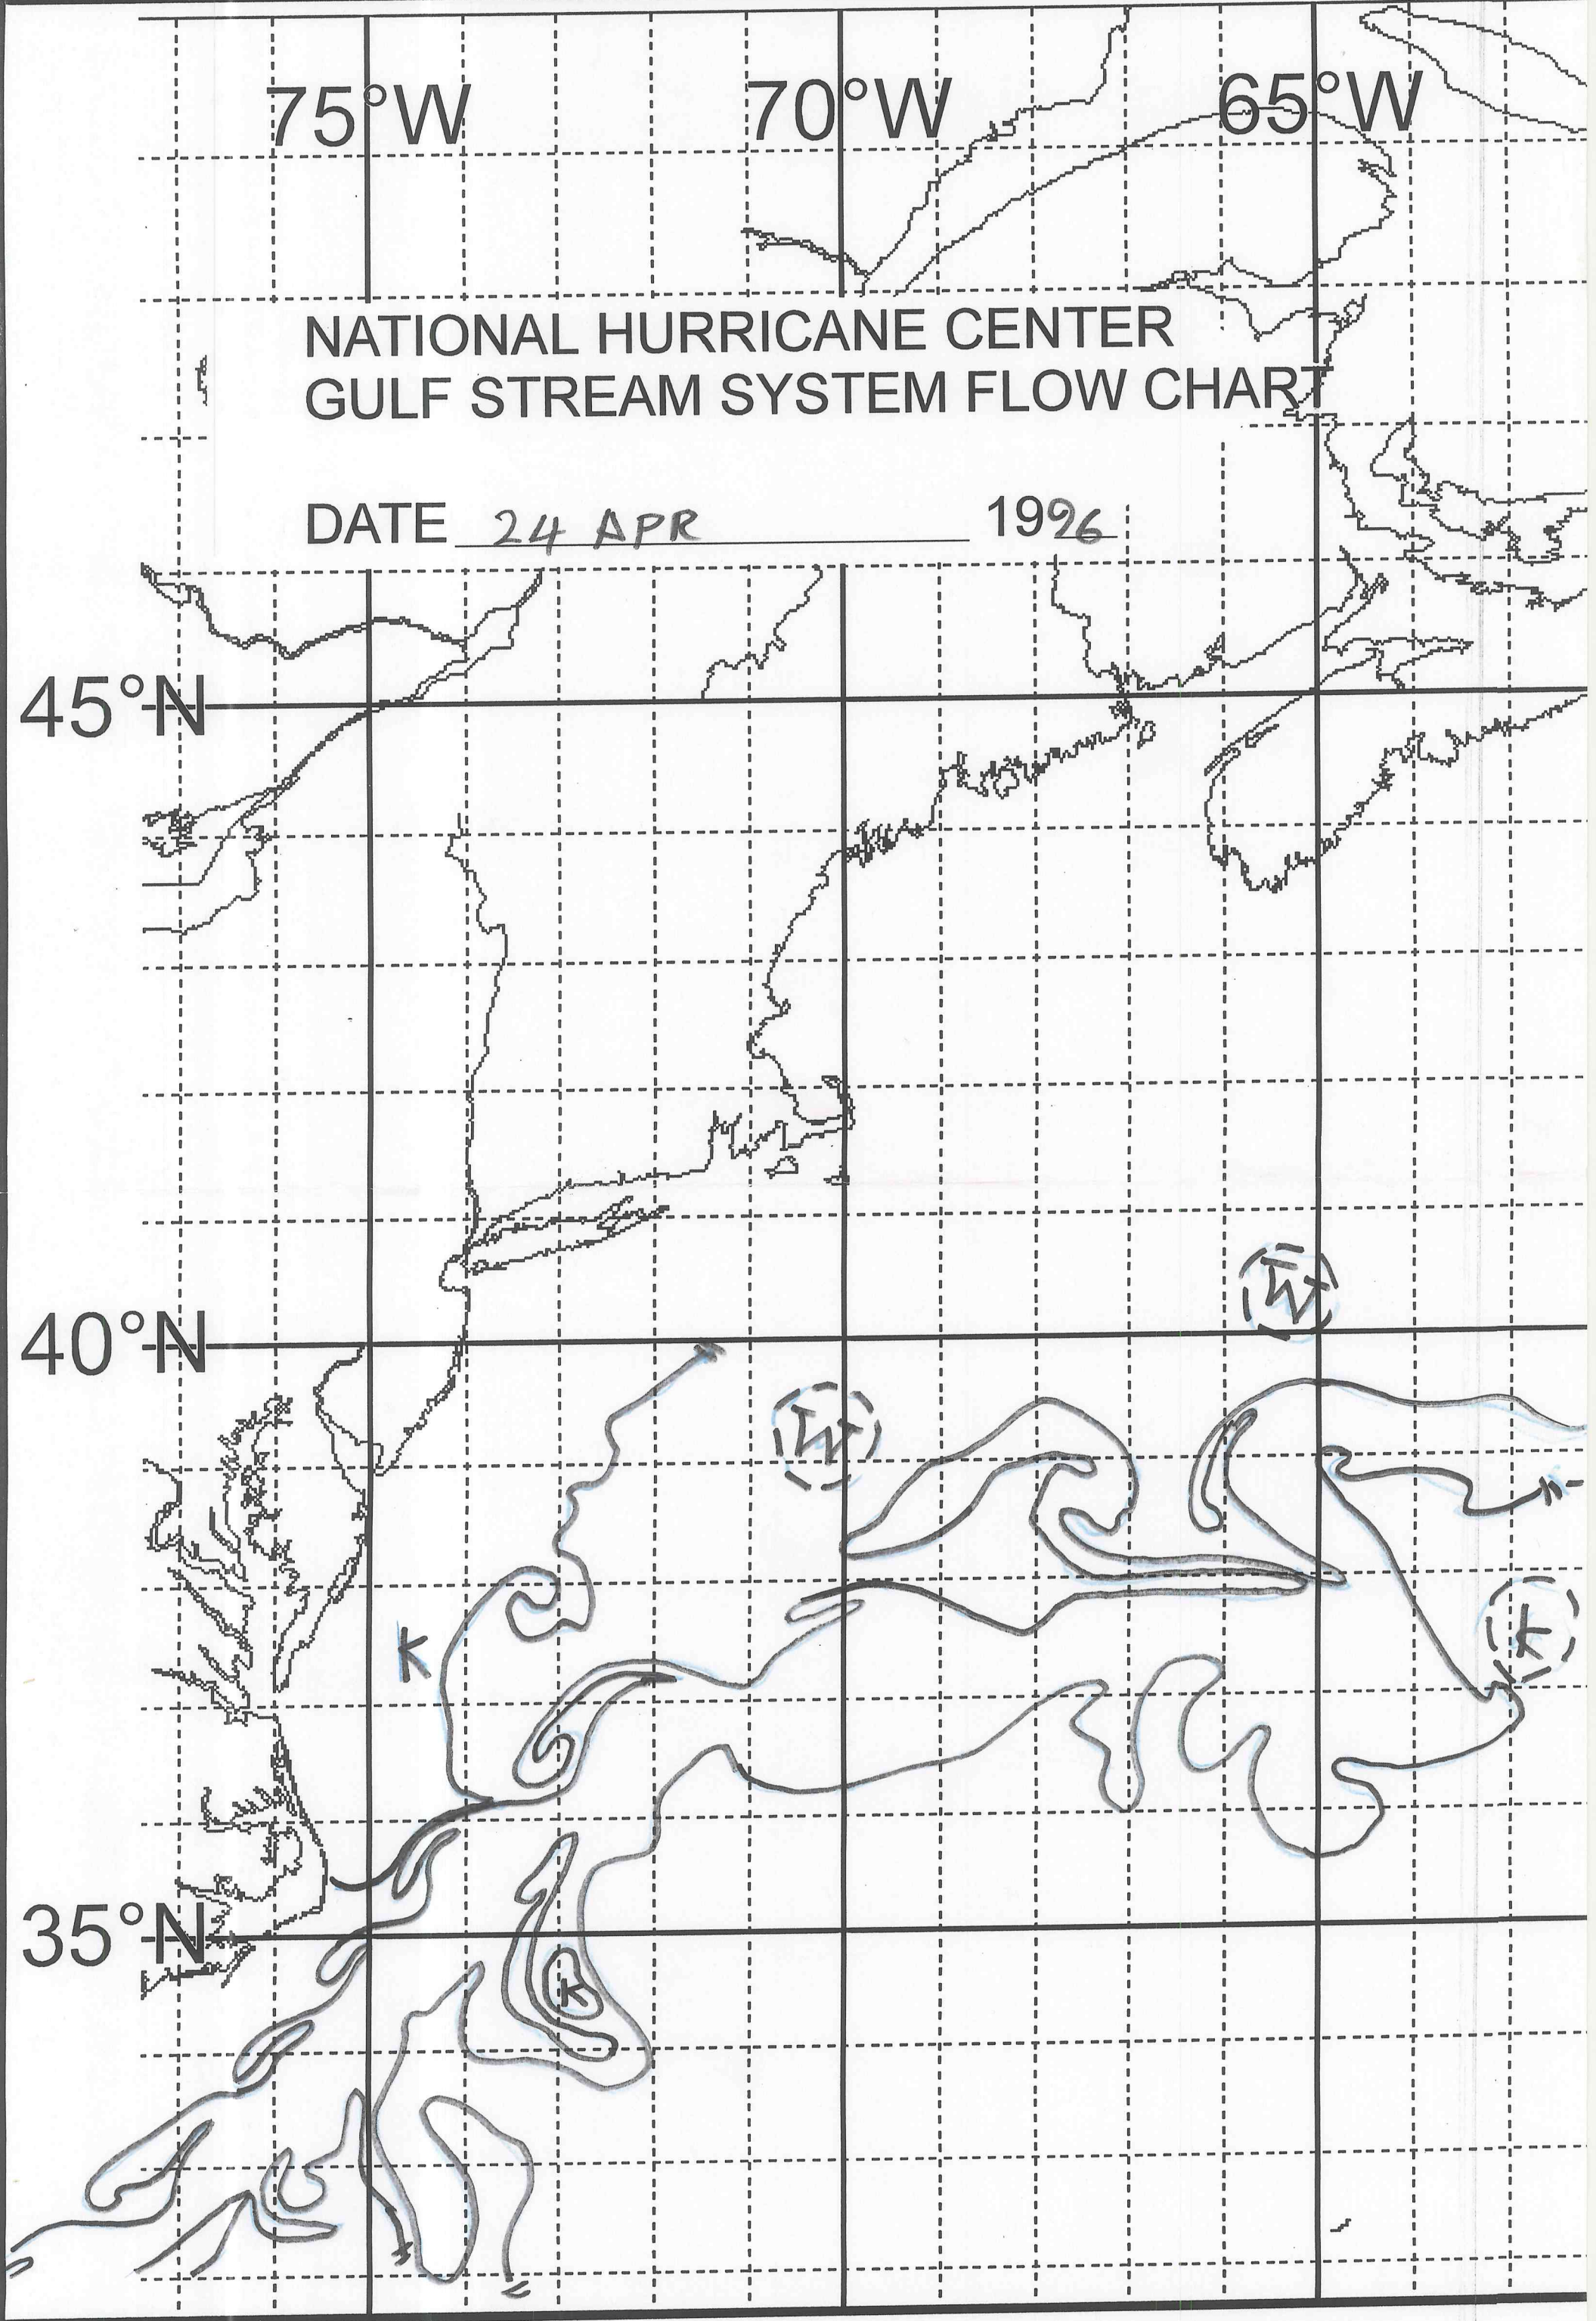 75°W 70°W 65°W
NATIONAL HURRICANE CENTER
GULF STREAM SYSTEM FLOW CHART
DATE 24 APR 1996
45°N
40°N
W
W
K
K
35°N
K